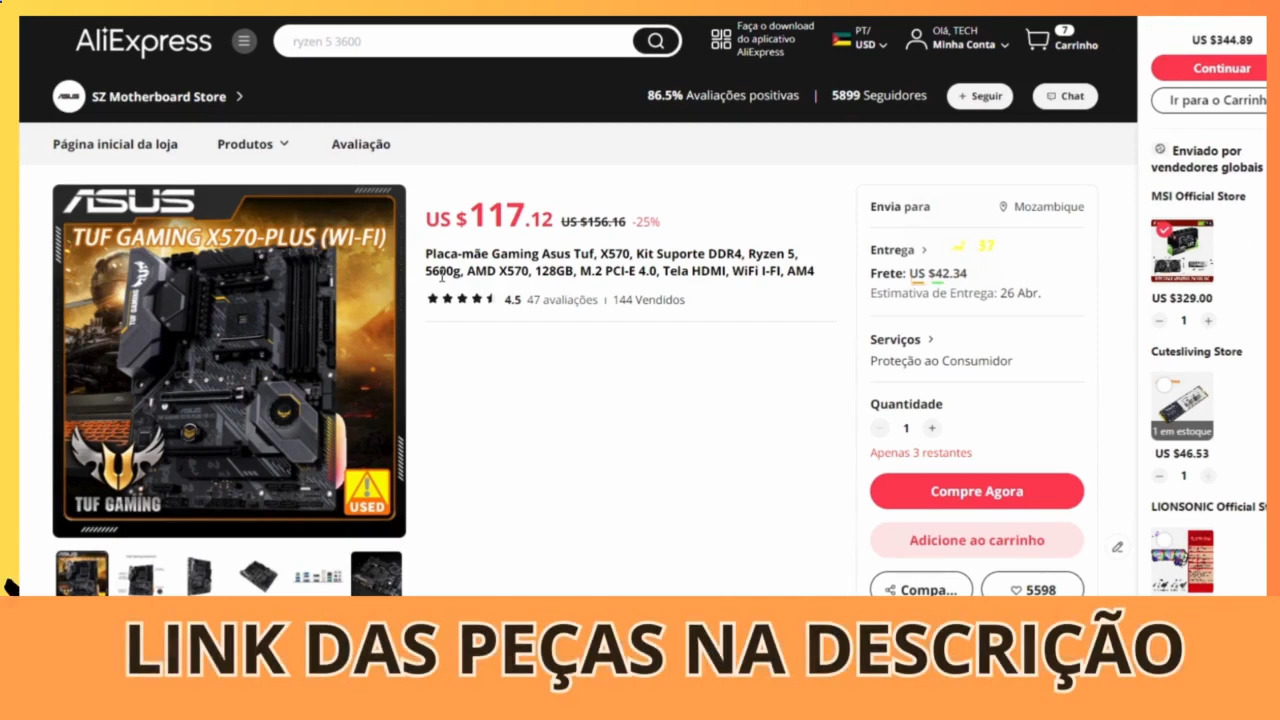 AliExpress
ryzen 5 3600
Faça o download
do aplicativo
AliExpress
PT/
USD
Olá, TECH
Minha Conta
7
Carrinho
SZ Motherboard Store
86.5% Avaliações positivas | 5899 Seguidores
+ Seguir
Chat
Página inicial da loja
Produtos
Avaliação
ASUS
TUF GAMING X570-PLUS (WI-FI)
TUF GAMING
USED
US $117.12 US $156.16 -25%
Placa-mãe Gaming Asus Tuf, X570, Kit Suporte DDR4, Ryzen 5,
5600g, AMD X570, 128GB, M.2 PCI-E 4.0, Tela HDMI, WiFi I-FI, AM4
4.5 47 avaliações | 144 Vendidos
Envia para
Mozambique
Entrega
37
Frete: US $42.34
Estimativa de Entrega: 26 Abr.
Serviços
Proteção ao Consumidor
Quantidade
− 1 +
Apenas 3 restantes
Compre Agora
Adicione ao carrinho
Compa...
5598
US $344.89
Continuar
Ir para o Carrinh
Enviado por
vendedores globais
MSI Official Store
US $329.00
− 1 +
Cutesliving Store
1 em estoque
US $46.53
− 1 +
LIONSONIC Official S
LINK DAS PEÇAS NA DESCRIÇÃO